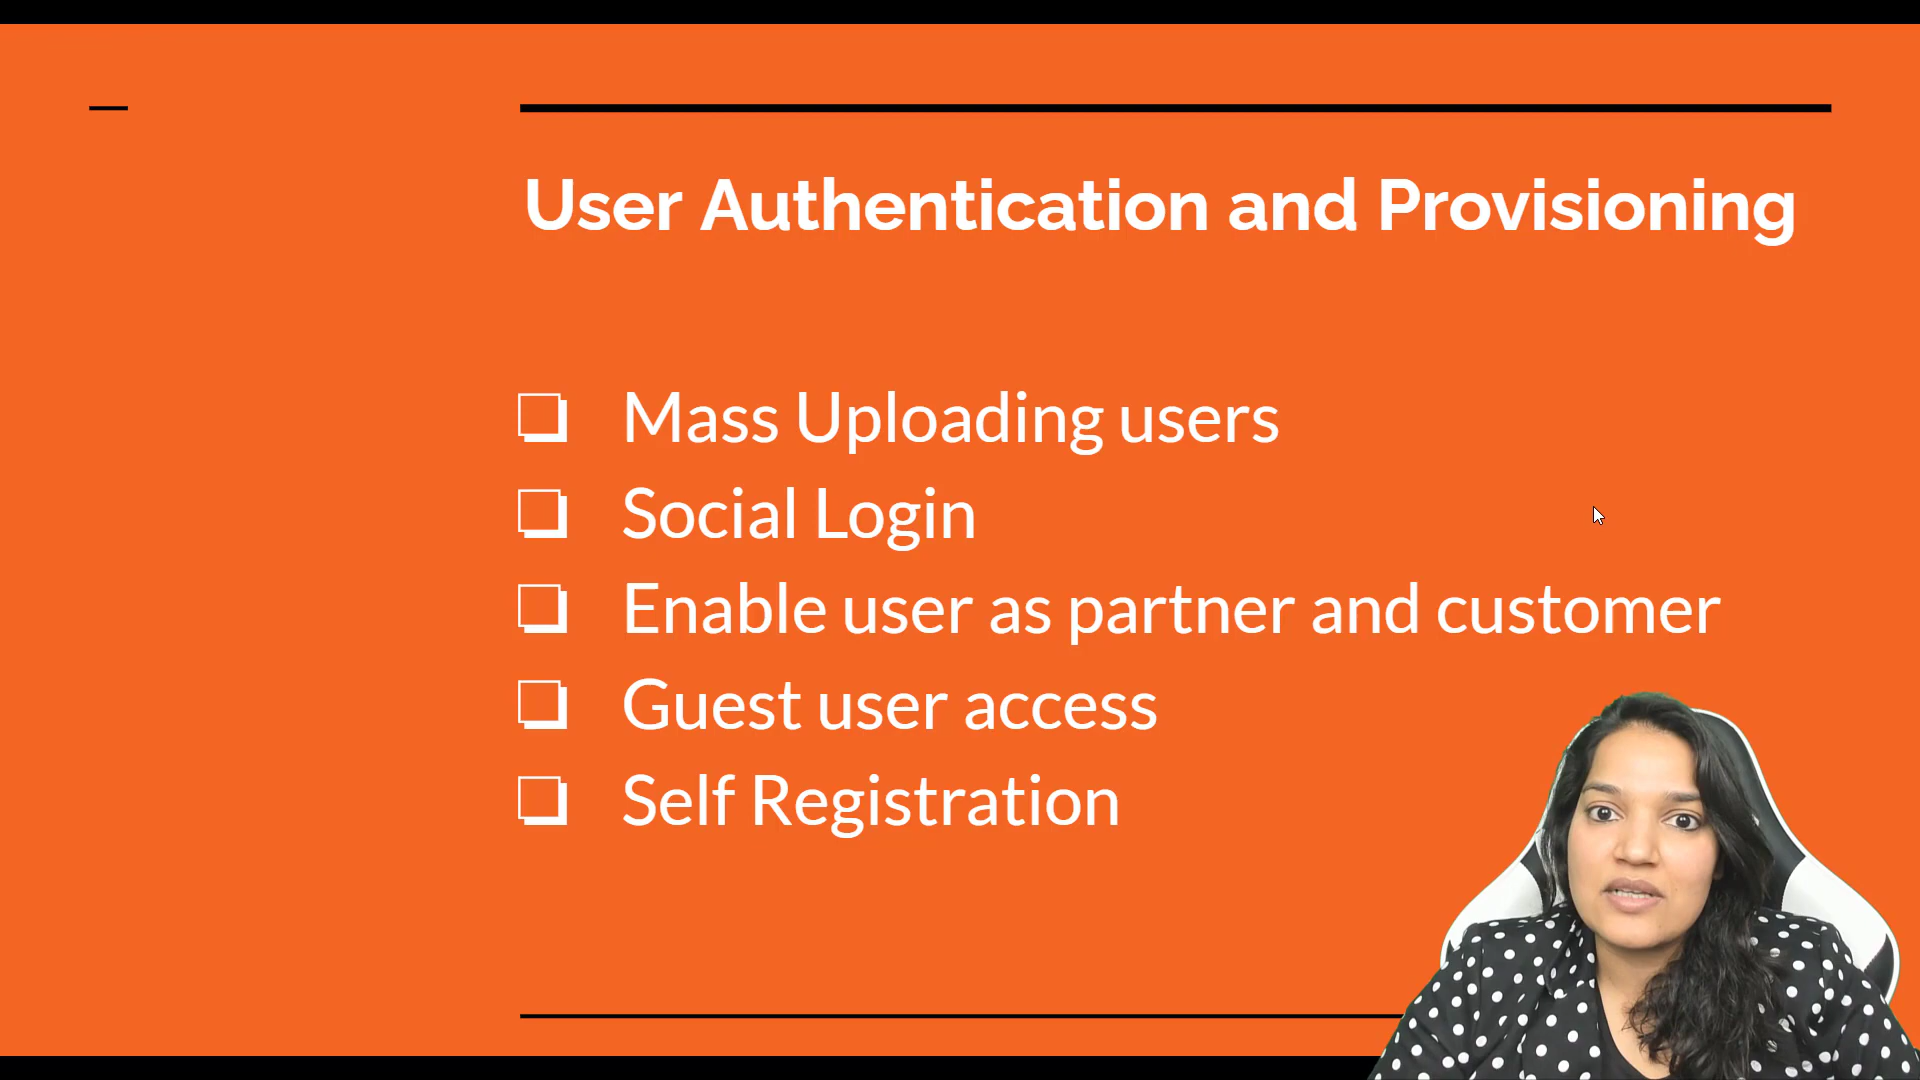 User Authentication and Provisioning
Mass Uploading users
Social Login
Enable user as partner and customer
Guest user access
Self Registration